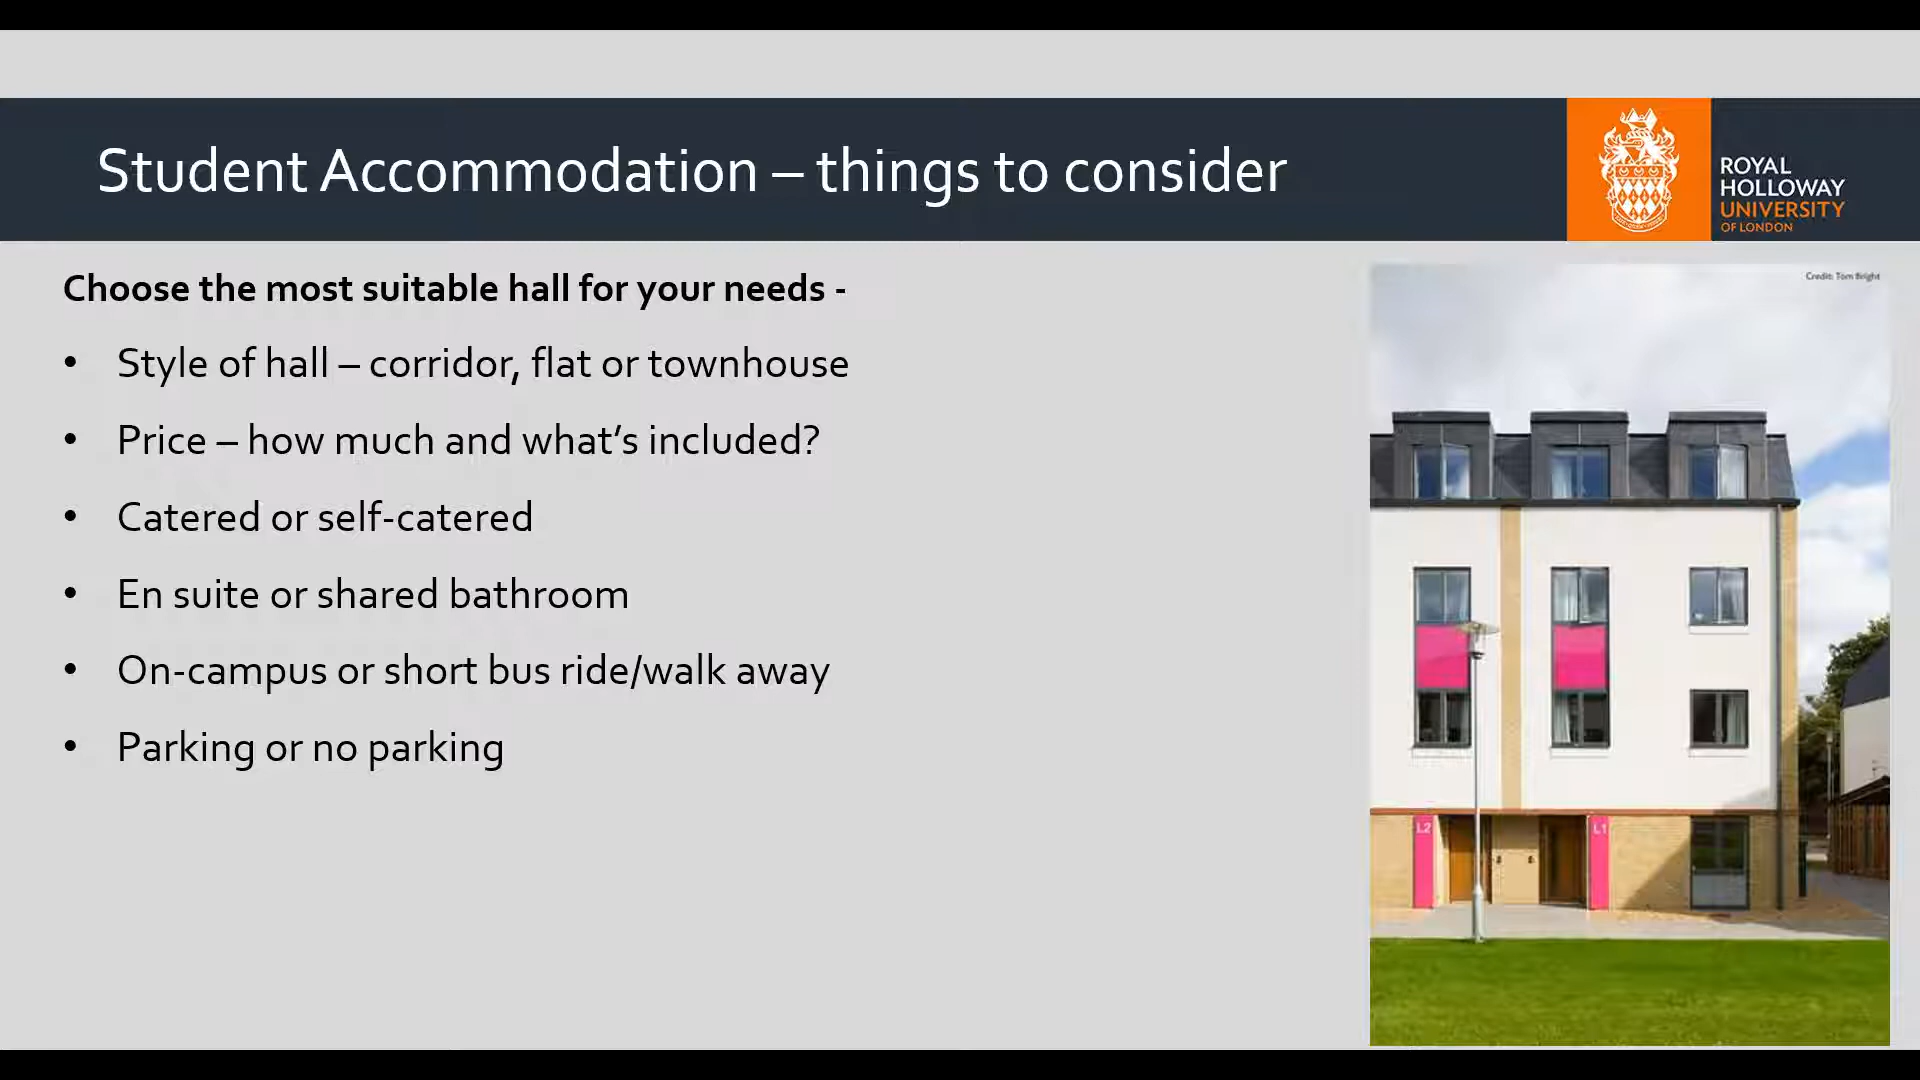 Student Accommodation – things to consider
ROYAL
HOLLOWAY
UNIVERSITY
OF LONDON
Choose the most suitable hall for your needs -
• Style of hall – corridor, flat or townhouse
• Price – how much and what’s included?
• Catered or self-catered
• En suite or shared bathroom
• On-campus or short bus ride/walk away
• Parking or no parking
Credit: Tom Bright
L2
L1